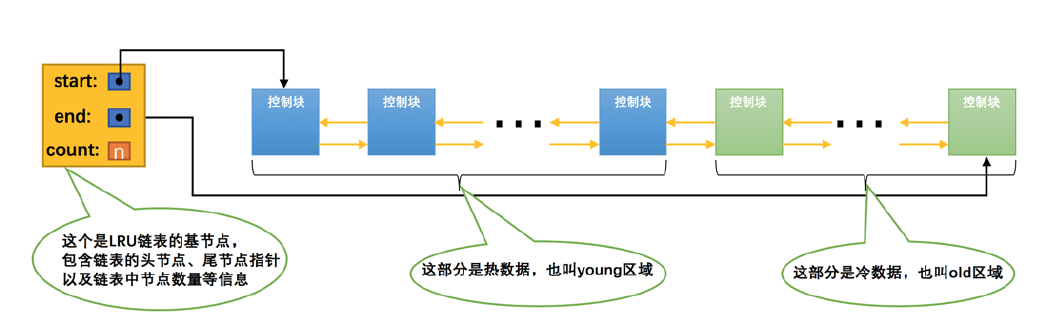 start:
end:
count: n
控制块
控制块
控制块
控制块
控制块
这个是LRU链表的基节点，
包含链表的头节点、尾节点指针
以及链表中节点数量等信息
这部分是热数据，也叫young区域
这部分是冷数据，也叫old区域